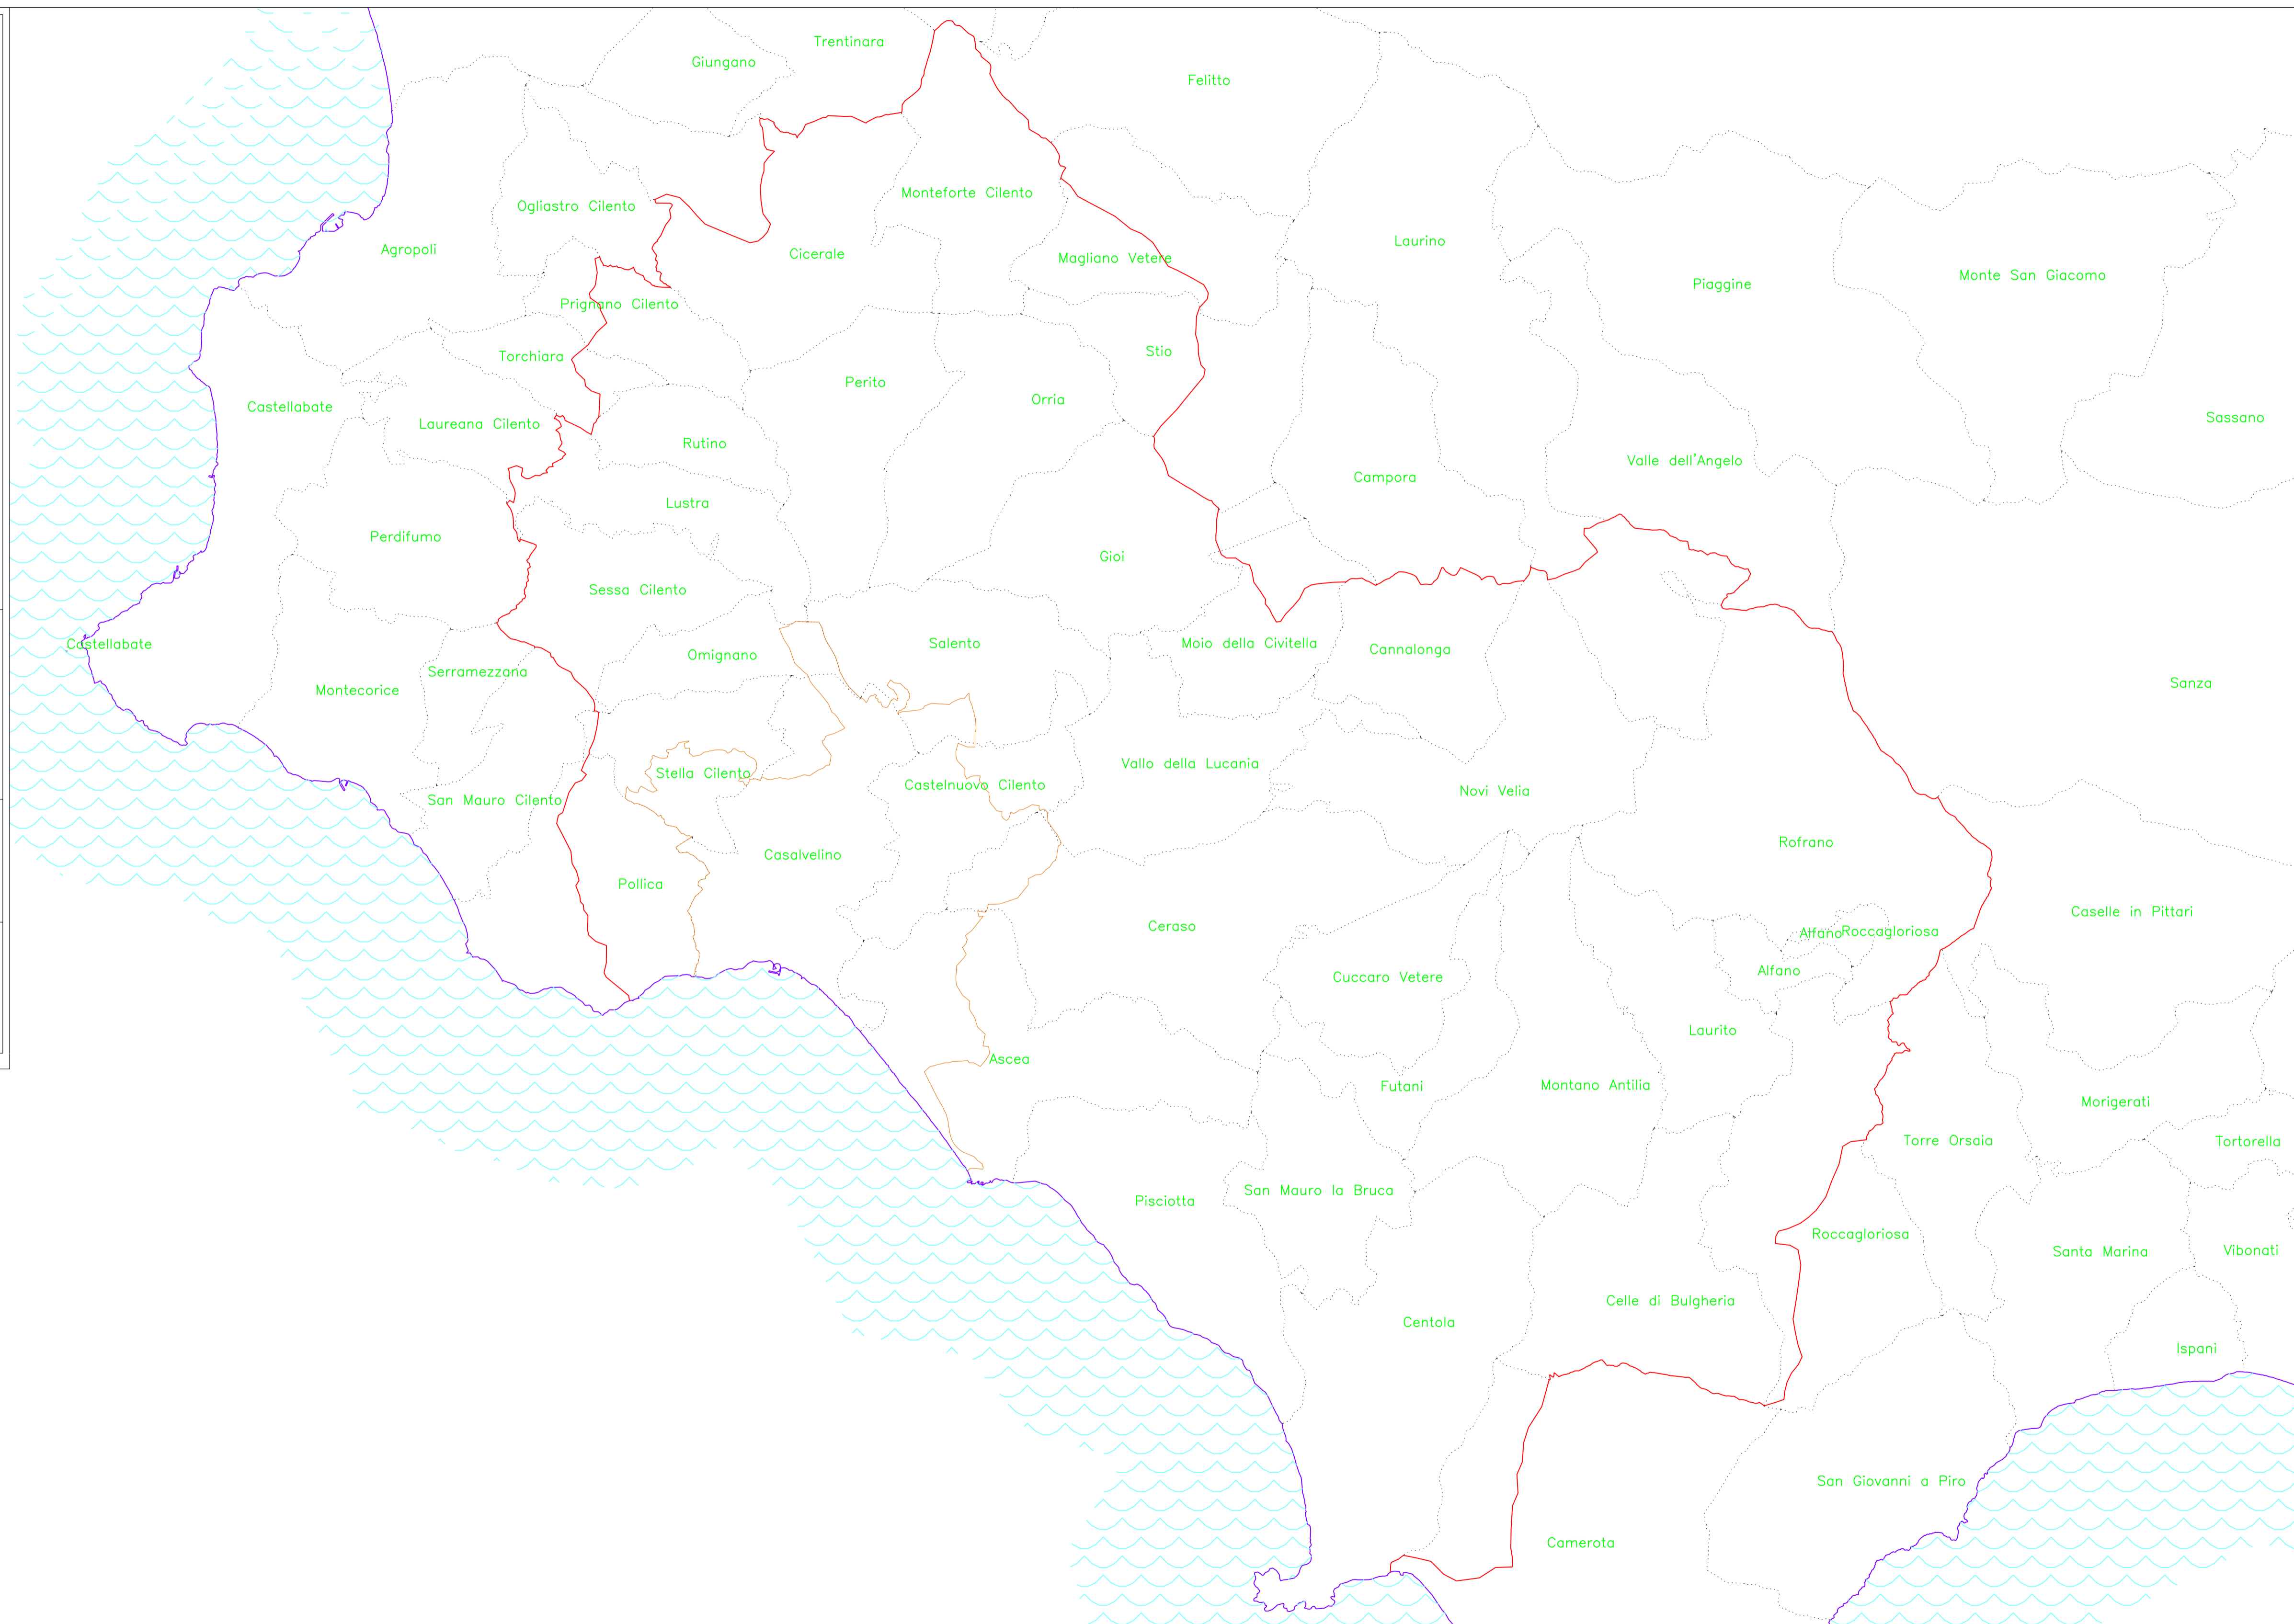 Trentinara
Giungano
Felitto
Monteforte Cilento
Ogliastro Cilento
Laurino
Agropoli
Cicerale
Magliano Vetere
Monte San Giacomo
Piaggine
Prignano Cilento
Stio
Torchiara
Perito
Orria
Castellabate
Sassano
Laureana Cilento
Rutino
Valle dell'Angelo
Campora
Lustra
Perdifumo
Gioi
Sessa Cilento
Castellabate
Salento
Moio della Civitella
Cannalonga
Omignano
Serramezzana
Sanza
Montecorice
Vallo della Lucania
Stella Cilento
Castelnuovo Cilento
Novi Velia
San Mauro Cilento
Rofrano
Casalvelino
Pollica
Caselle in Pittari
Ceraso
Alfano
Roccagloriosa
Alfano
Cuccaro Vetere
Laurito
Ascea
Futani
Montano Antilia
Morigerati
Torre Orsaia
Tortorella
San Mauro la Bruca
Pisciotta
Roccagloriosa
Santa Marina
Vibonati
Celle di Bulgheria
Centola
Ispani
San Giovanni a Piro
Camerota